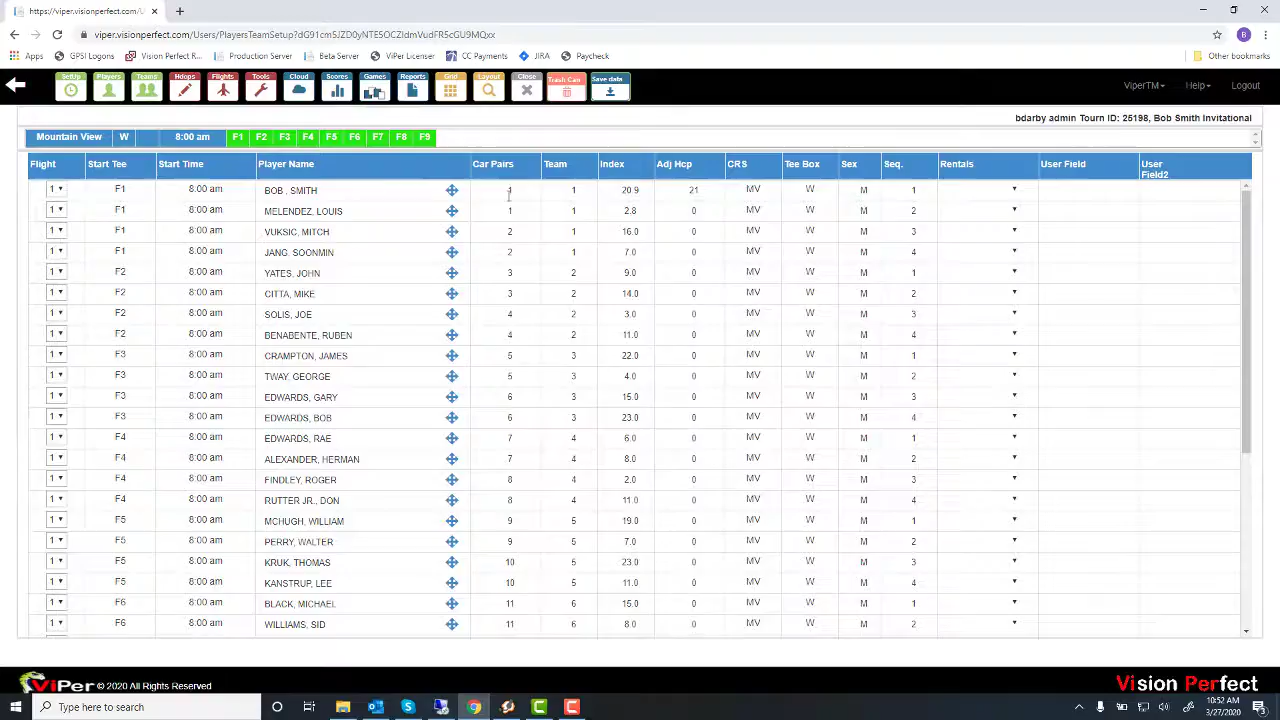 https://viper.visionperfect.com/Us
viper.visionperfect.com/Users/PlayersTeamSetup?dG91cm5JZD0yNTE5OCZIdmVudFR5cGU9MQxx
B
Apps GPSI Logons Vision Perfect R... Production Server Beta Server ViPer Licenser CC Payments JIRA Paycheck Other bookmarks
SetUp Players Teams Hdcps Flights Tools Cloud Scores Games Reports Grid Layout Close Trash Can Save data ViperTM Help Logout
bdarby admin Tourn ID: 25198, Bob Smith Invitational
Mountain View W 8:00 am F1 F2 F3 F4 F5 F6 F7 F8 F9
Flight Start Tee Start Time Player Name Car Pairs Team Index Adj Hcp CRS Tee Box Sex Seq. Rentals User Field User Field2
1 F1 8:00 am BOB , SMITH 1 1 20.9 21 MV W M 1
1 F1 8:00 am MELENDEZ, LOUIS 1 1 2.8 0 MV W M 2
1 F1 8:00 am VUKSIC, MITCH 2 1 16.0 0 MV W M 3
1 F1 8:00 am JANG, SOONMIN 2 1 7.0 0 MV W M 4
1 F2 8:00 am YATES, JOHN 3 2 9.0 0 MV W M 1
1 F2 8:00 am CITTA, MIKE 3 2 14.0 0 MV W M 2
1 F2 8:00 am SOLIS, JOE 4 2 3.0 0 MV W M 3
1 F2 8:00 am BENABENTE, RUBEN 4 2 11.0 0 MV W M 4
1 F3 8:00 am CRAMPTON, JAMES 5 3 22.0 0 MV W M 1
1 F3 8:00 am TWAY, GEORGE 5 3 4.0 0 MV W M 2
1 F3 8:00 am EDWARDS, GARY 6 3 15.0 0 MV W M 3
1 F3 8:00 am EDWARDS, BOB 6 3 23.0 0 MV W M 4
1 F4 8:00 am EDWARDS, RAE 7 4 6.0 0 MV W M 1
1 F4 8:00 am ALEXANDER, HERMAN 7 4 8.0 0 MV W M 2
1 F4 8:00 am FINDLEY, ROGER 8 4 2.0 0 MV W M 3
1 F4 8:00 am RUTTER JR., DON 8 4 11.0 0 MV W M 4
1 F5 8:00 am MCHUGH, WILLIAM 9 5 19.0 0 MV W M 1
1 F5 8:00 am PERRY, WALTER 9 5 7.0 0 MV W M 2
1 F5 8:00 am KRUK, THOMAS 10 5 23.0 0 MV W M 3
1 F5 8:00 am KANSTRUP, LEE 10 5 11.0 0 MV W M 4
1 F6 8:00 am BLACK, MICHAEL 11 6 15.0 0 MV W M 1
1 F6 8:00 am WILLIAMS, SID 11 6 8.0 0 MV W M 2
ViPer © 2020 All Rights Reserved Vision Perfect
Type here to search
10:52 AM
3/27/2020